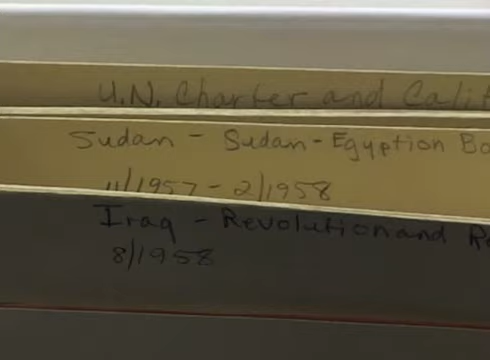 U.N. Charter and
Sudan - Sudan-Egyption
11/1957 - 2/1958
Iraq - Revolution and
8/1958